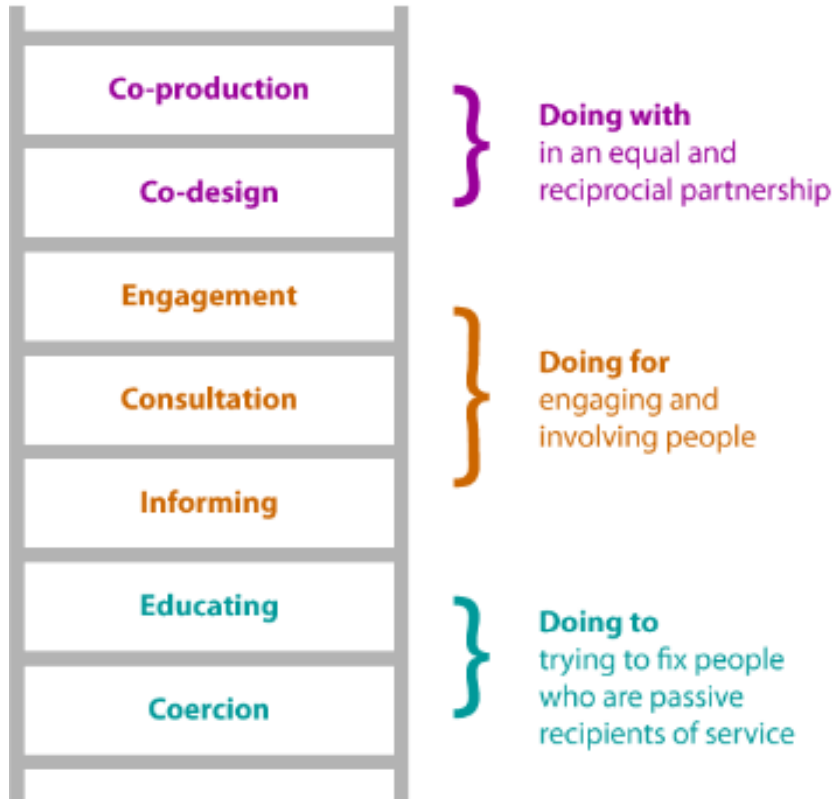 Co-production
Co-design
Doing with
in an equal and
reciprocial partnership
Engagement
Consultation
Informing
Doing for
engaging and
involving people
Educating
Coercion
Doing to
trying to fix people
who are passive
recipients of service